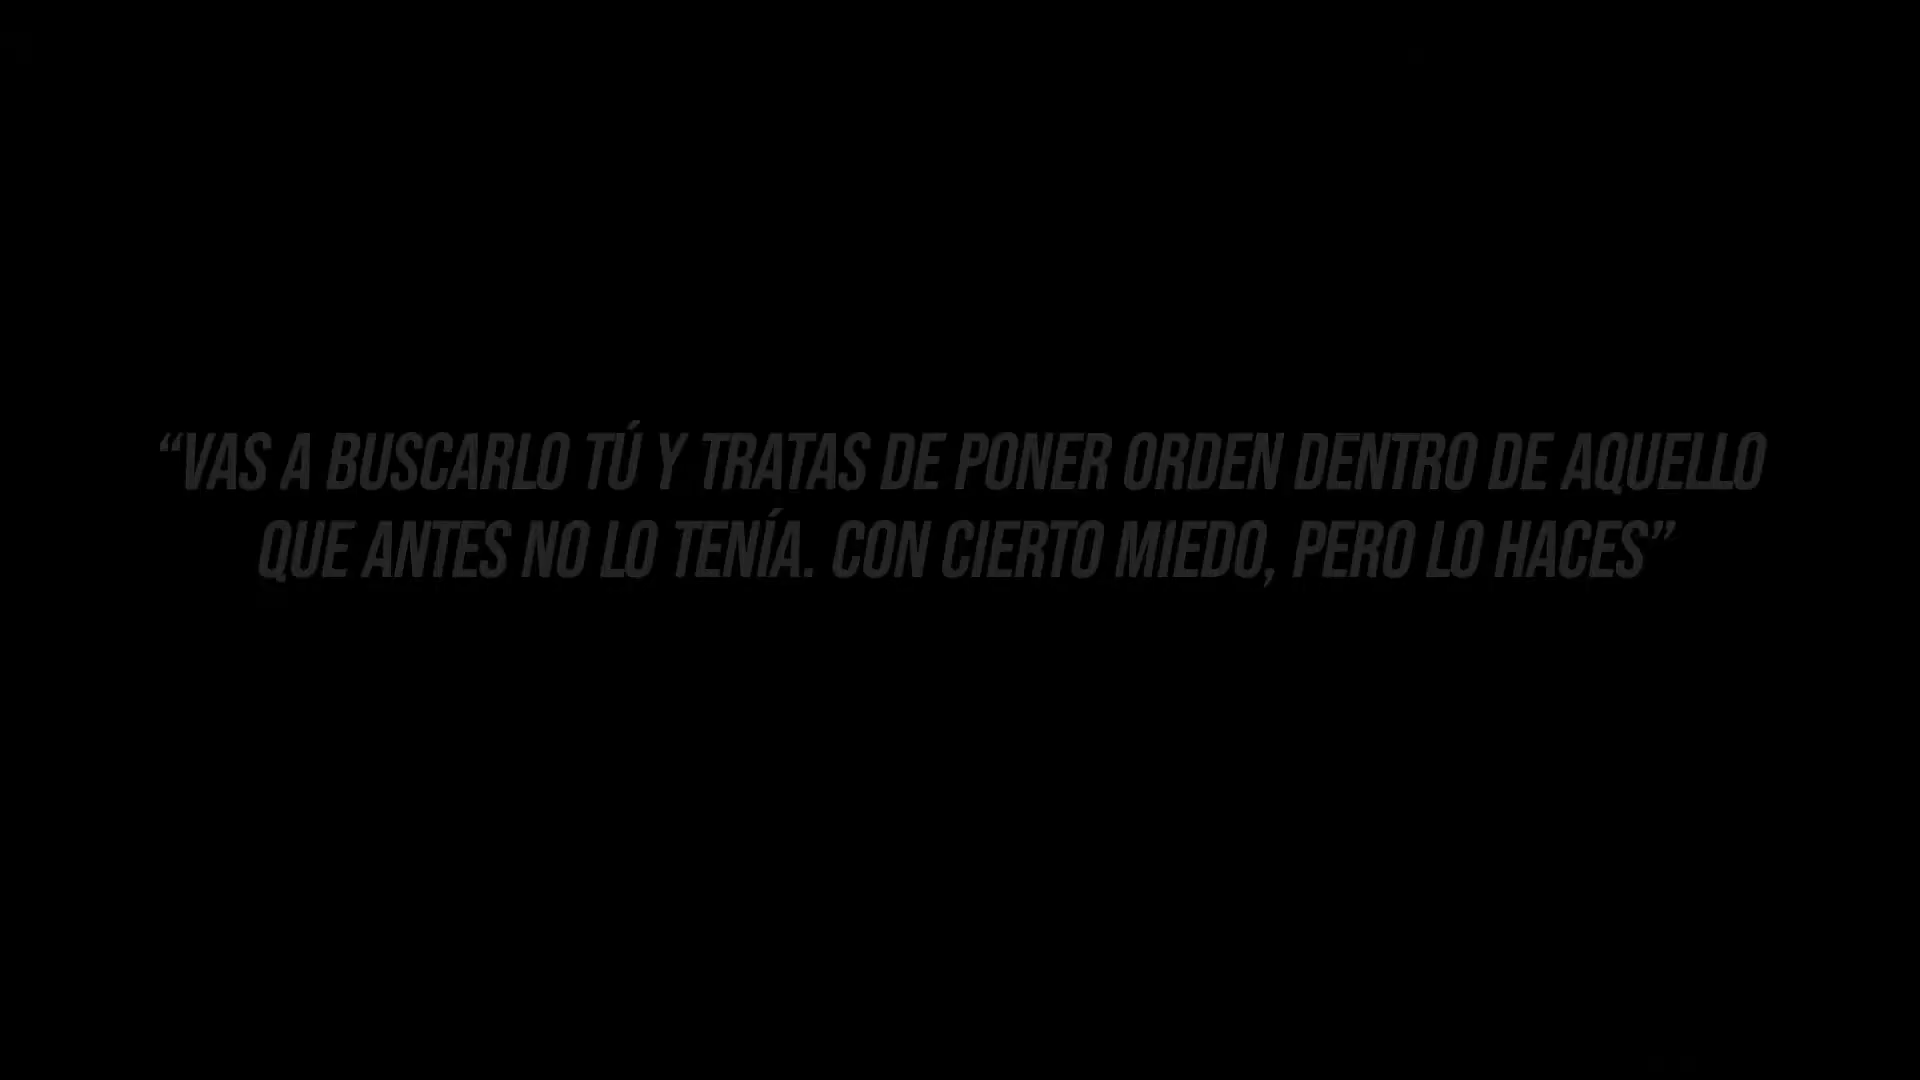 “VAS A BUSCARLO TÚ Y TRATAS DE PONER ORDEN DENTRO DE AQUELLO
QUE ANTES NO LO TENÍA. CON CIERTO MIEDO, PERO LO HACES”